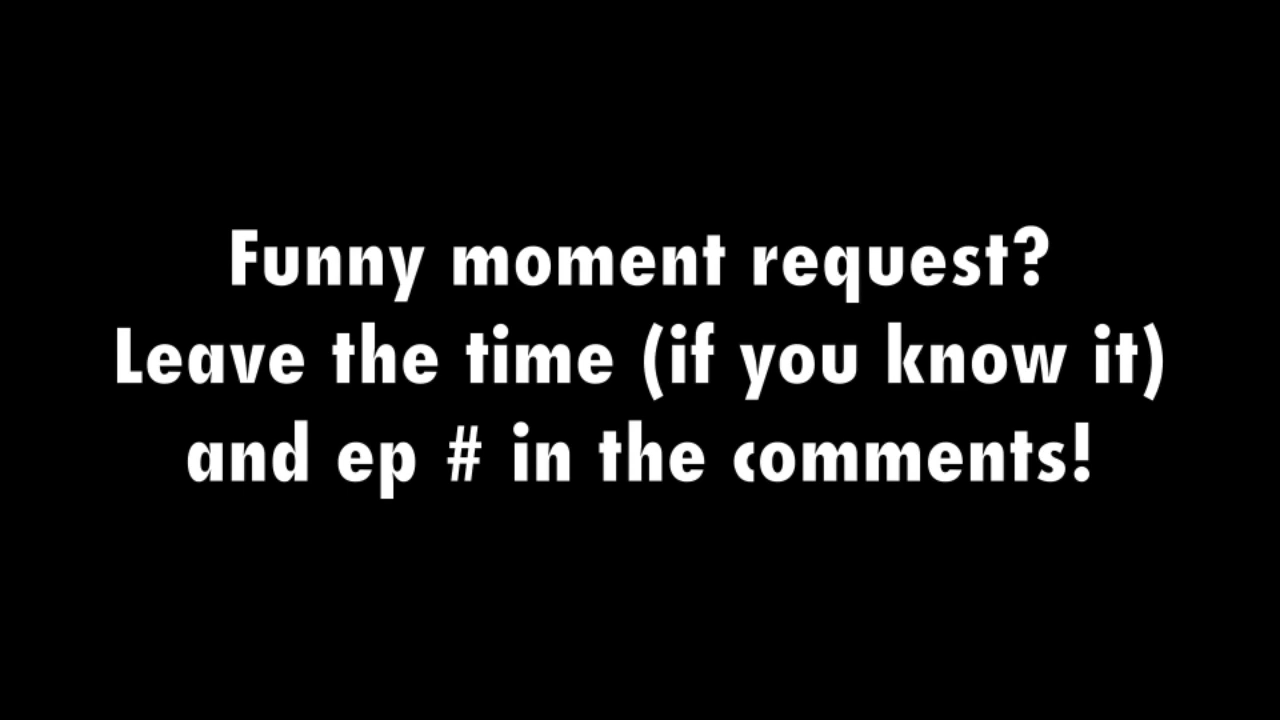 Funny moment request?
Leave the time (if you know it)
and ep # in the comments!